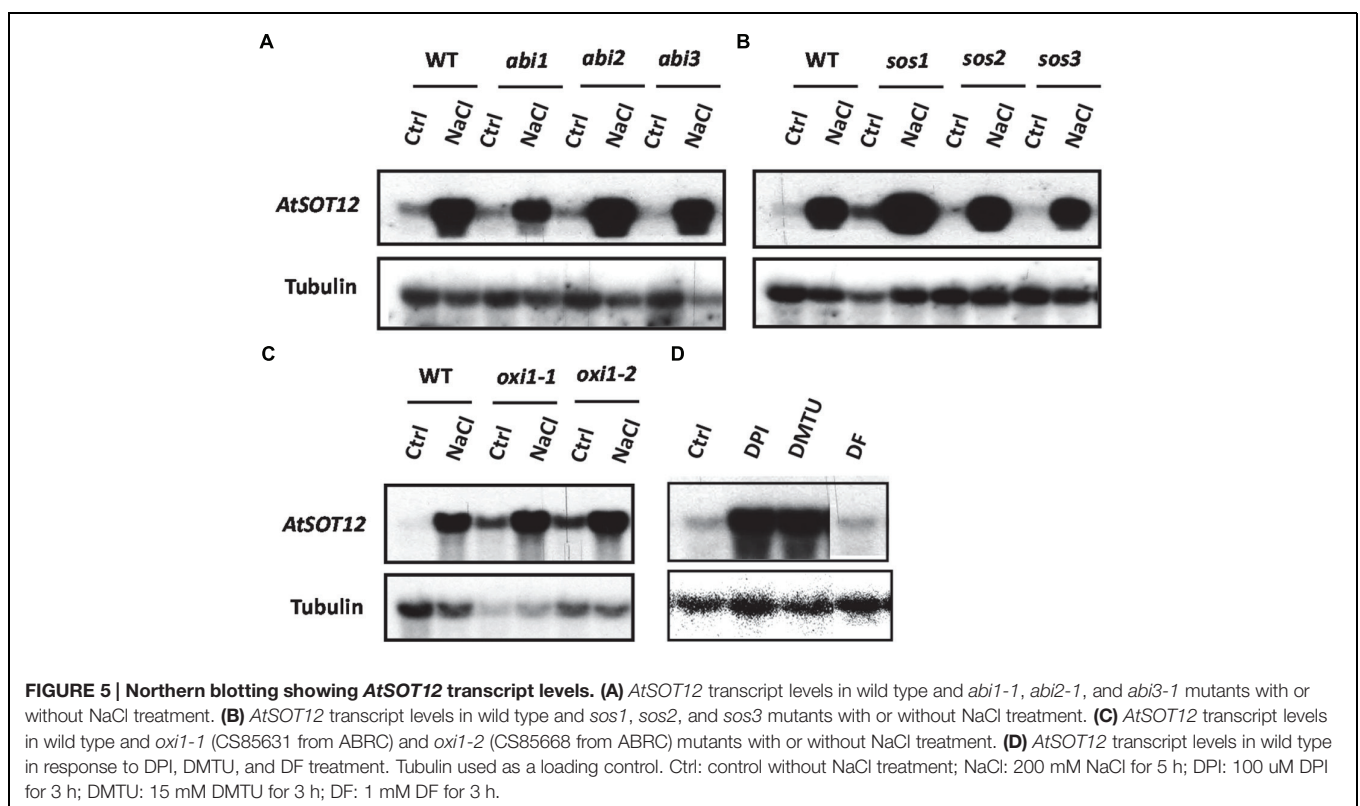 A
B
WT abi1 abi2 abi3
WT sos1 sos2 sos3
Ctrl NaCl Ctrl NaCl Ctrl NaCl Ctrl NaCl
Ctrl NaCl Ctrl NaCl Ctrl NaCl Ctrl NaCl
AtSOT12
Tubulin
C
D
WT oxi1-1 oxi1-2
Ctrl NaCl Ctrl NaCl Ctrl NaCl
Ctrl DPI DMTU DF
AtSOT12
Tubulin
FIGURE 5 | Northern blotting showing AtSOT12 transcript levels. (A) AtSOT12 transcript levels in wild type and abi1-1, abi2-1, and abi3-1 mutants with or
without NaCl treatment. (B) AtSOT12 transcript levels in wild type and sos1, sos2, and sos3 mutants with or without NaCl treatment. (C) AtSOT12 transcript levels
in wild type and oxi1-1 (CS85631 from ABRC) and oxi1-2 (CS85668 from ABRC) mutants with or without NaCl treatment. (D) AtSOT12 transcript levels in wild type
in response to DPI, DMTU, and DF treatment. Tubulin used as a loading control. Ctrl: control without NaCl treatment; NaCl: 200 mM NaCl for 5 h; DPI: 100 uM DPI
for 3 h; DMTU: 15 mM DMTU for 3 h; DF: 1 mM DF for 3 h.